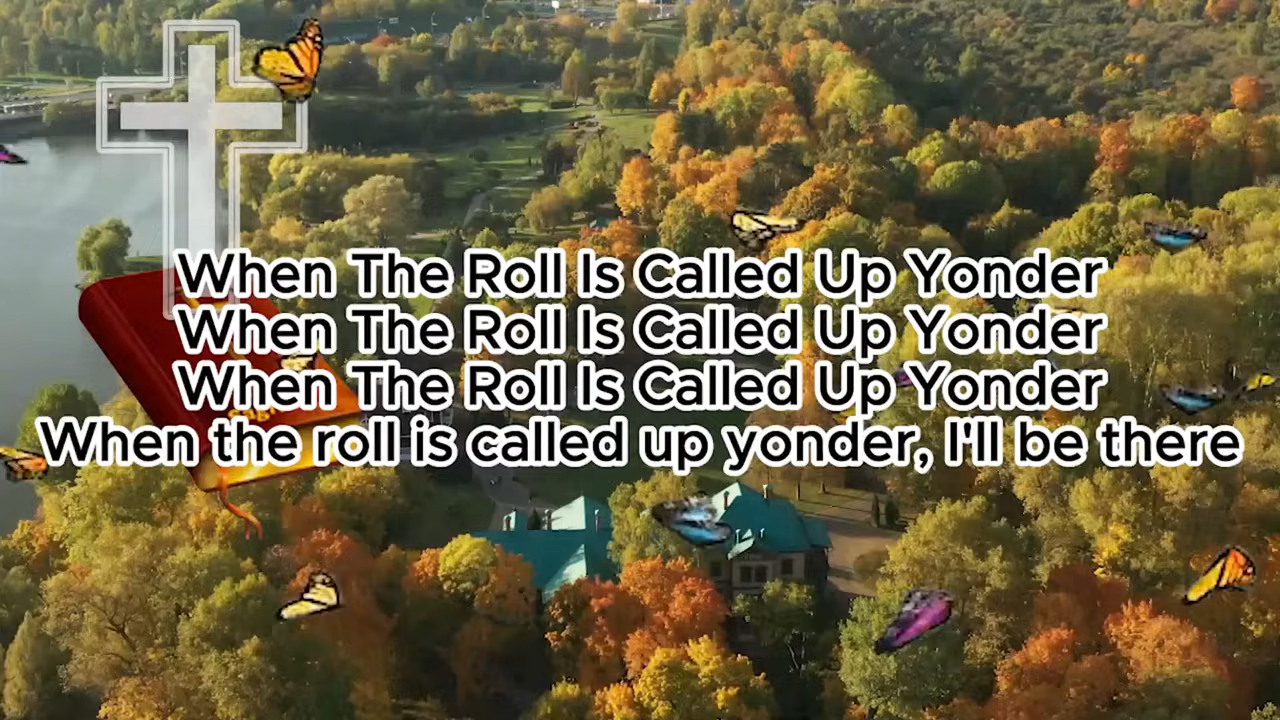 When The Roll Is Called Up Yonder
When The Roll Is Called Up Yonder
When The Roll Is Called Up Yonder
When the roll is called up yonder, I'll be there